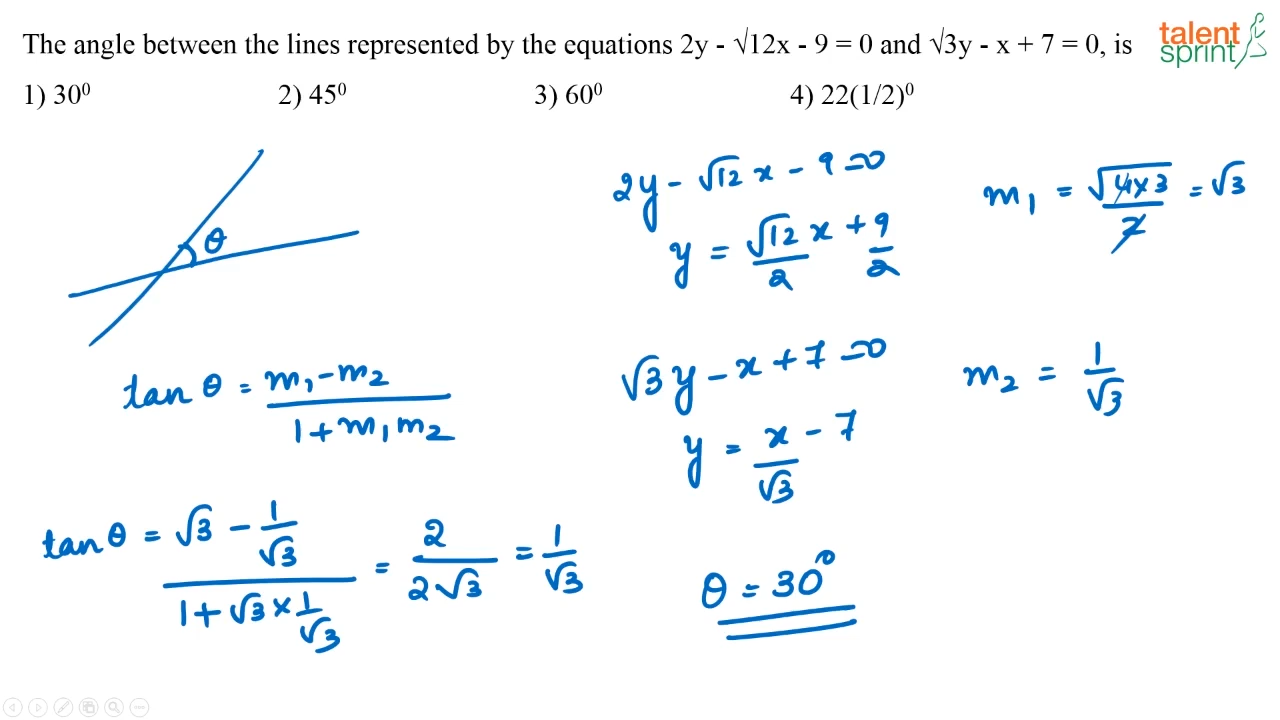 The angle between the lines represented by the equations 2y - √12x - 9 = 0 and √3y - x + 7 = 0, is
talent
sprint
1) 30⁰ 2) 45⁰ 3) 60⁰ 4) 22(1/2)⁰
θ
2y - √12 x - 9 = 0
y = √12/2 x + 9/2
m₁ = √4×3/2 = √3
√3 y - x + 7 = 0
y = x/√3 - 7
m₂ = 1/√3
tan θ = m₁ - m₂ / 1 + m₁ m₂
tan θ = √3 - 1/√3 / 1 + √3 × 1/√3 = 2/2√3 = 1/√3
θ = 30⁰